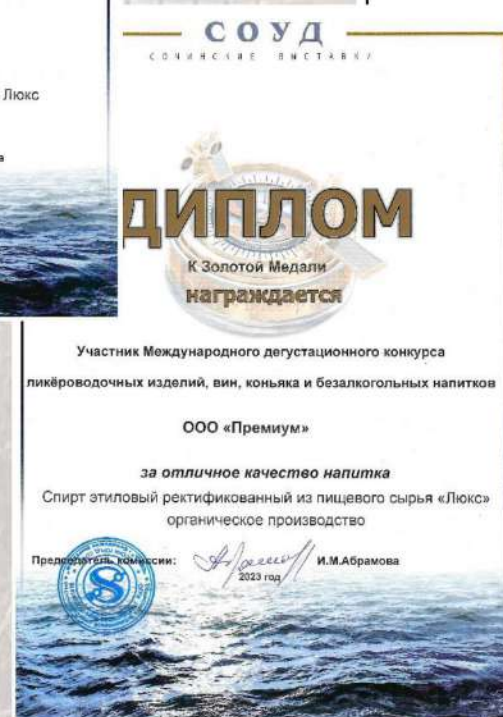 СОУД
СОЧИНСКИЕ ВЫСТАВКИ
Люкс
ДИПЛОМ
К Золотой Медали
награждается
Участник Международного дегустационного конкурса
ликёроводочных изделий, вин, коньяка и безалкогольных напитков
ООО «Премиум»
за отличное качество напитка
Спирт этиловый ректификованный из пищевого сырья «Люкс»
органическое производство
Председатель комиссии:
И.М.Абрамова
2023 год